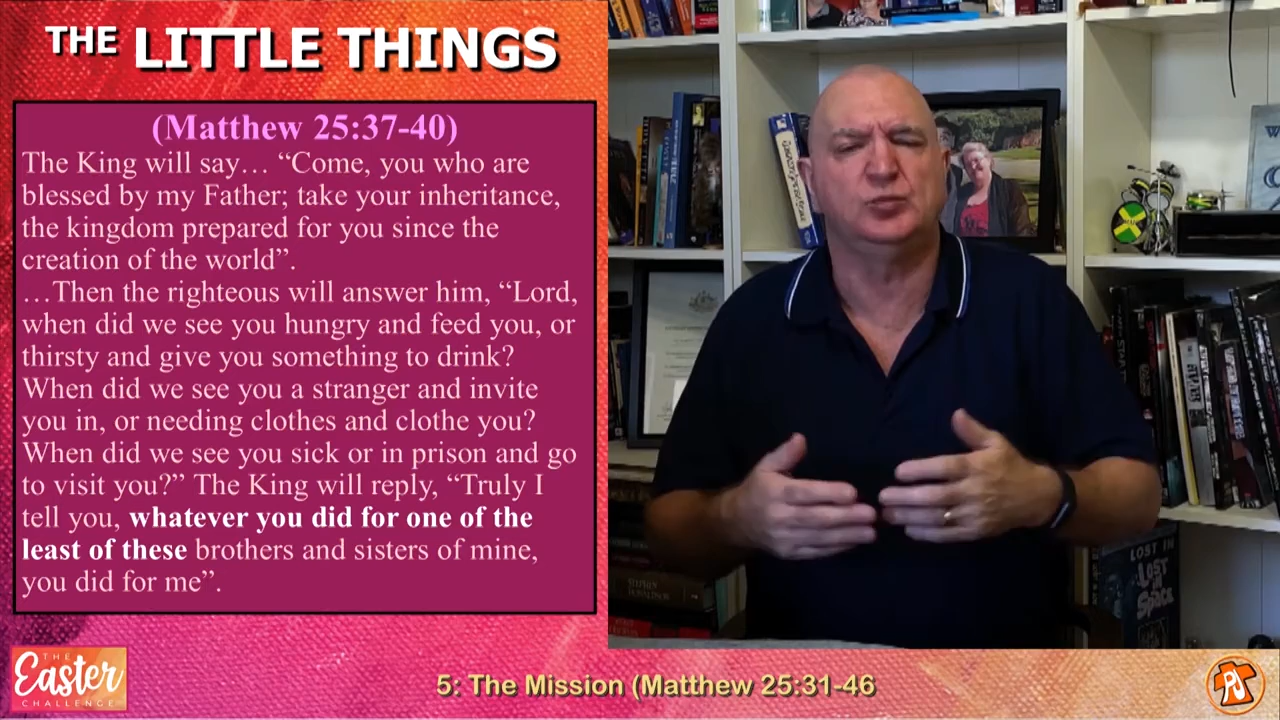 THE LITTLE THINGS
(Matthew 25:37-40)
The King will say… “Come, you who are
blessed by my Father; take your inheritance,
the kingdom prepared for you since the
creation of the world”.
…Then the righteous will answer him, “Lord,
when did we see you hungry and feed you, or
thirsty and give you something to drink?
When did we see you a stranger and invite
you in, or needing clothes and clothe you?
When did we see you sick or in prison and go
to visit you?” The King will reply, “Truly I
tell you, whatever you did for one of the
least of these brothers and sisters of mine,
you did for me”.
THE
Easter
CHALLENGE
5: The Mission (Matthew 25:31-46
PJ
LOST IN
LOST
IN
Space